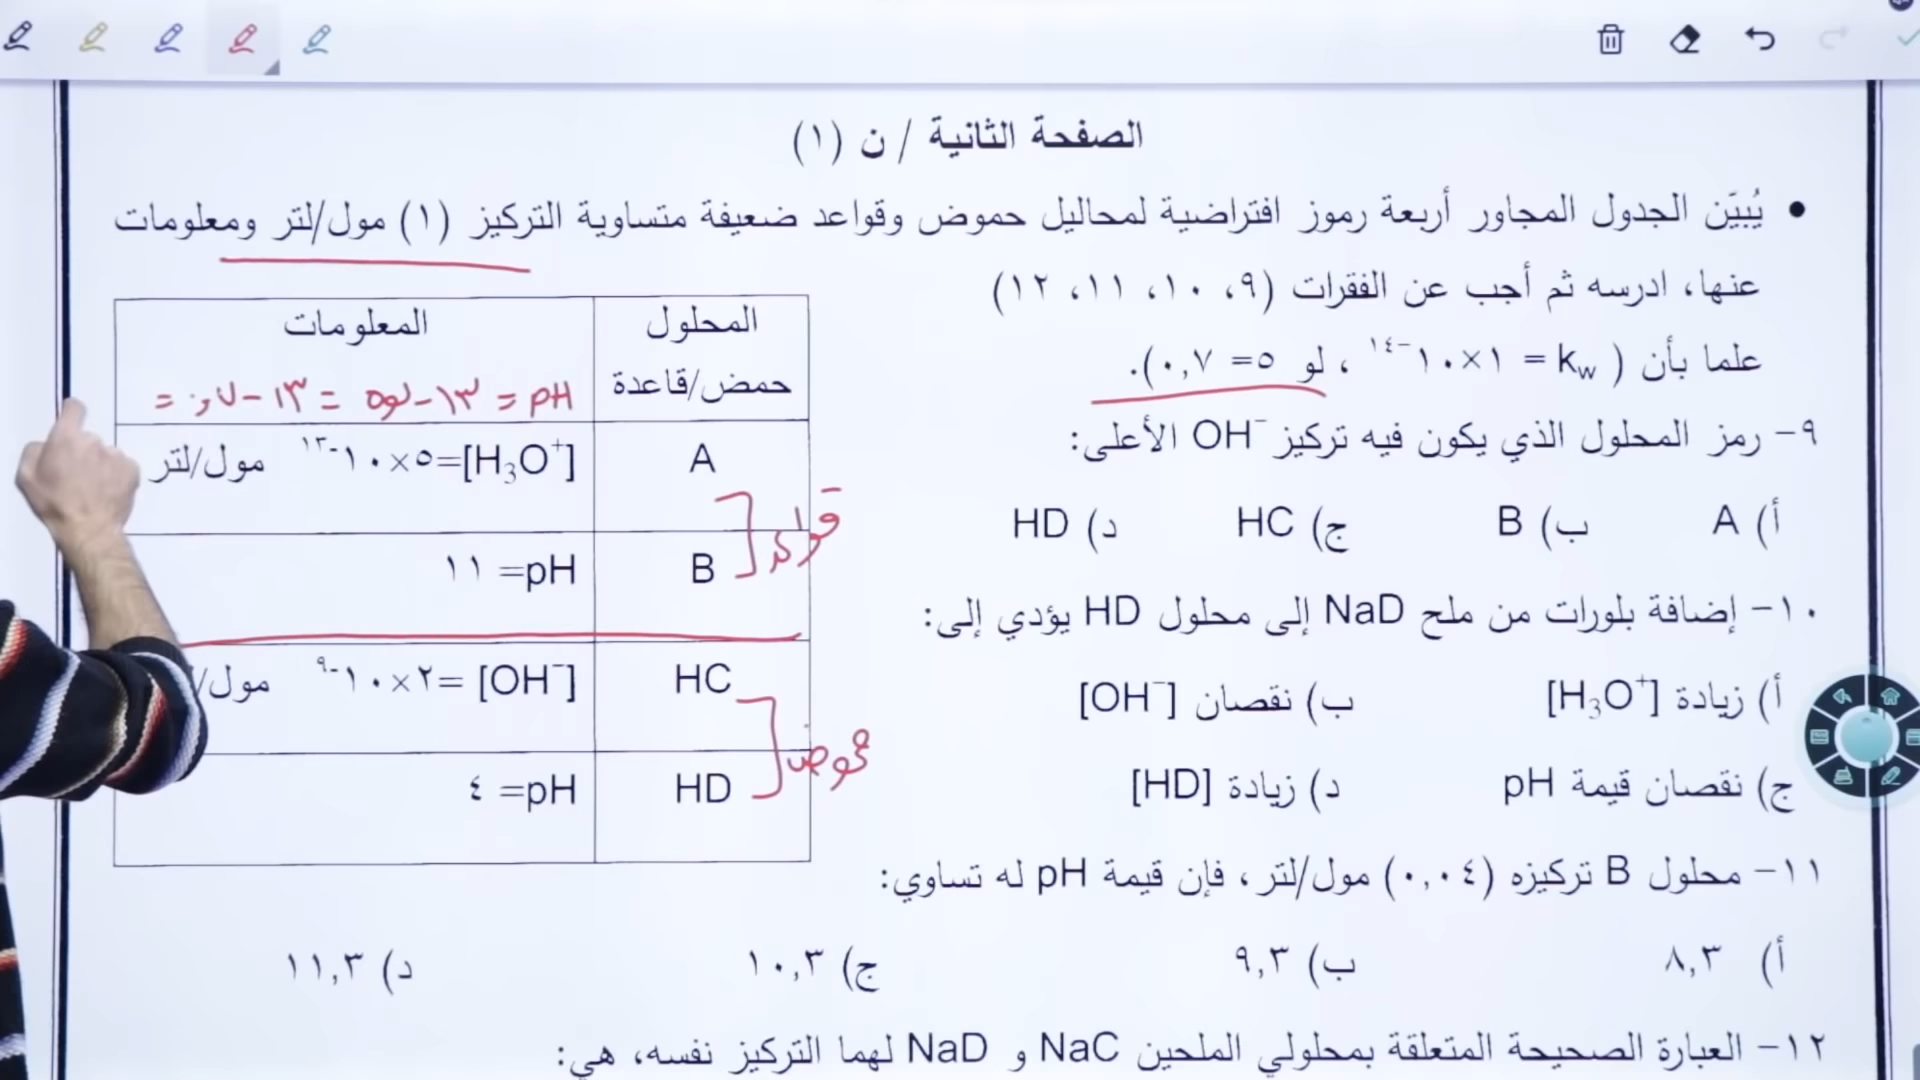 الصفحة الثانية / ن (١)
• يُبيّن الجدول المجاور أربعة رموز افتراضية لمحاليل حموض وقواعد ضعيفة متساوية التركيز (١) مول/لتر ومعلومات
عنها، ادرسه ثم أجب عن الفقرات (٩، ١٠، ١١، ١٢)
علما بأن ( kw = ١×١٠⁻¹⁴ ، لو ٥= ٠,٧).
المحلول حمض/قاعدة
المعلومات
pH = ١٣-لو٥ = ١٣-٠,٧ =
A
[H₃O⁺]=٥×١٠⁻¹³ مول/لتر
B
pH= ١١
قواعد
HC
[OH⁻] =٢×١٠⁻⁹ مول/
HD
pH= ٤
حموض
٩- رمز المحلول الذي يكون فيه تركيز OH⁻ الأعلى:
أ) A ب) B ج) HC د) HD
١٠- إضافة بلورات من ملح NaD إلى محلول HD يؤدي إلى:
أ) زيادة [H₃O⁺] ب) نقصان [OH⁻]
ج) نقصان قيمة pH د) زيادة [HD]
١١- محلول B تركيزه (٠,٠٤) مول/لتر، فإن قيمة pH له تساوي:
أ) ٨,٣ ب) ٩,٣ ج) ١٠,٣ د) ١١,٣
١٢- العبارة الصحيحة المتعلقة بمحلولي الملحين NaC و NaD لهما التركيز نفسه، هي: